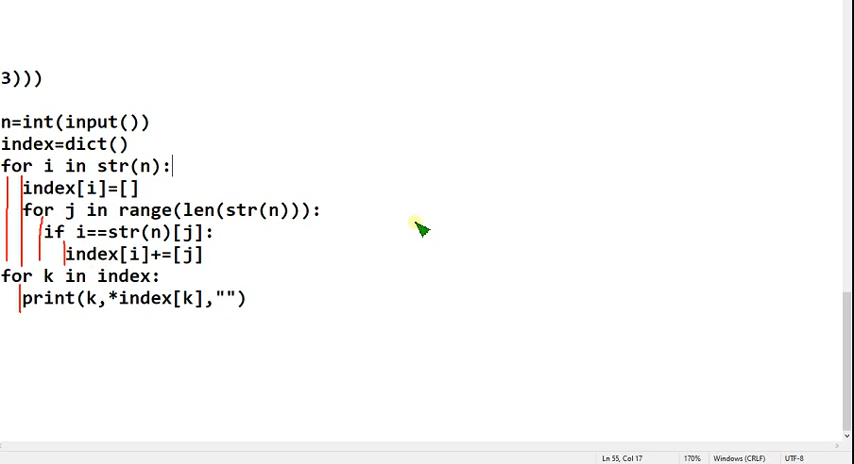 3)))
n=int(input())
index=dict()
for i in str(n):
index[i]=[]
for j in range(len(str(n))):
if i==str(n)[j]:
index[i]+=[j]
for k in index:
print(k,*index[k],"")
Ln 55, Col 17 170% Windows (CRLF) UTF-8